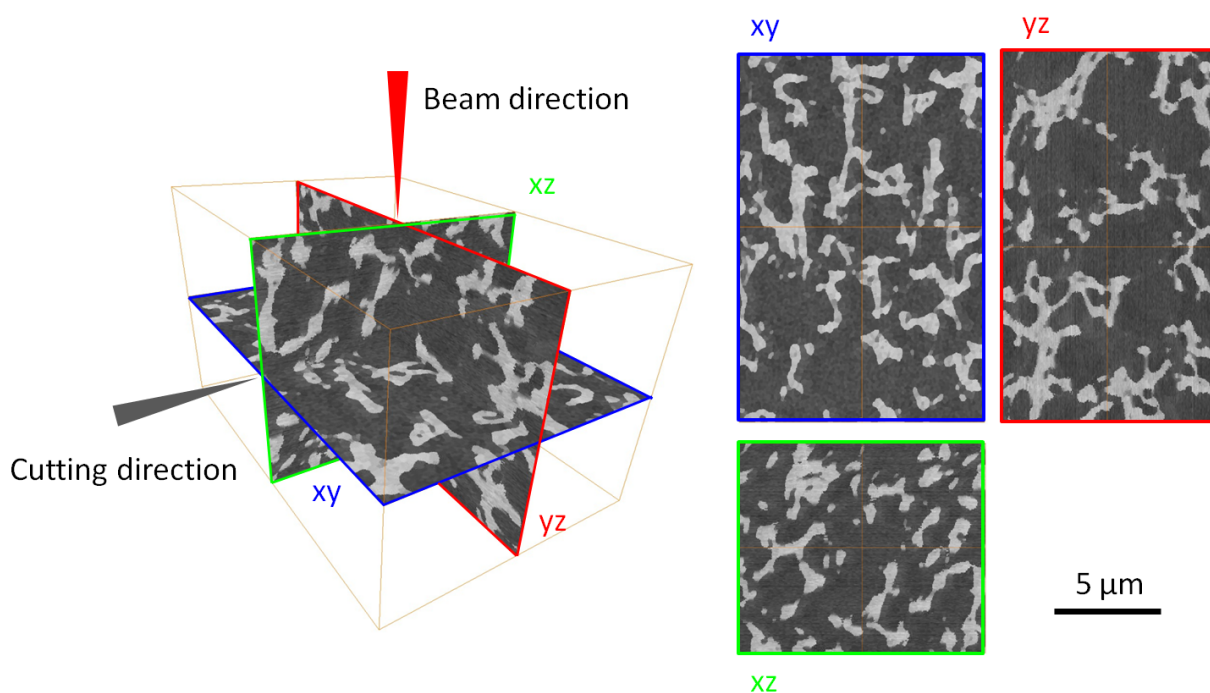 Beam direction
xz
Cutting direction
xy
yz
xy
yz
5 µm
xz